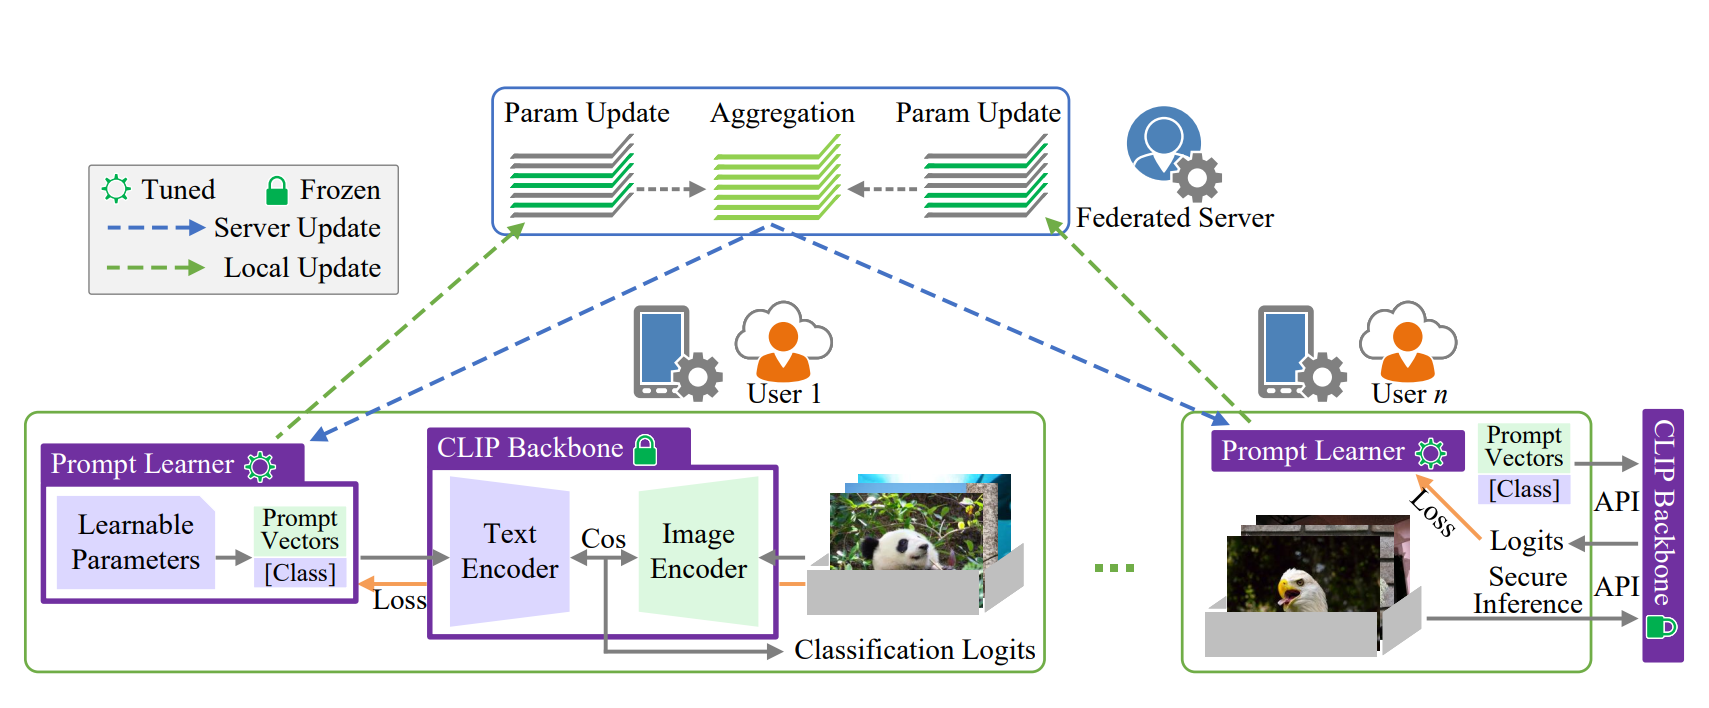 Param Update
Aggregation
Param Update
Federated Server
Tuned
Frozen
Server Update
Local Update
User 1
User n
Prompt Learner
Learnable
Parameters
Prompt
Vectors
[Class]
Loss
CLIP Backbone
Text
Encoder
Cos
Image
Encoder
Classification Logits
Prompt Learner
Prompt
Vectors
[Class]
Loss
API
Logits
Secure
Inference
API
CLIP Backbone